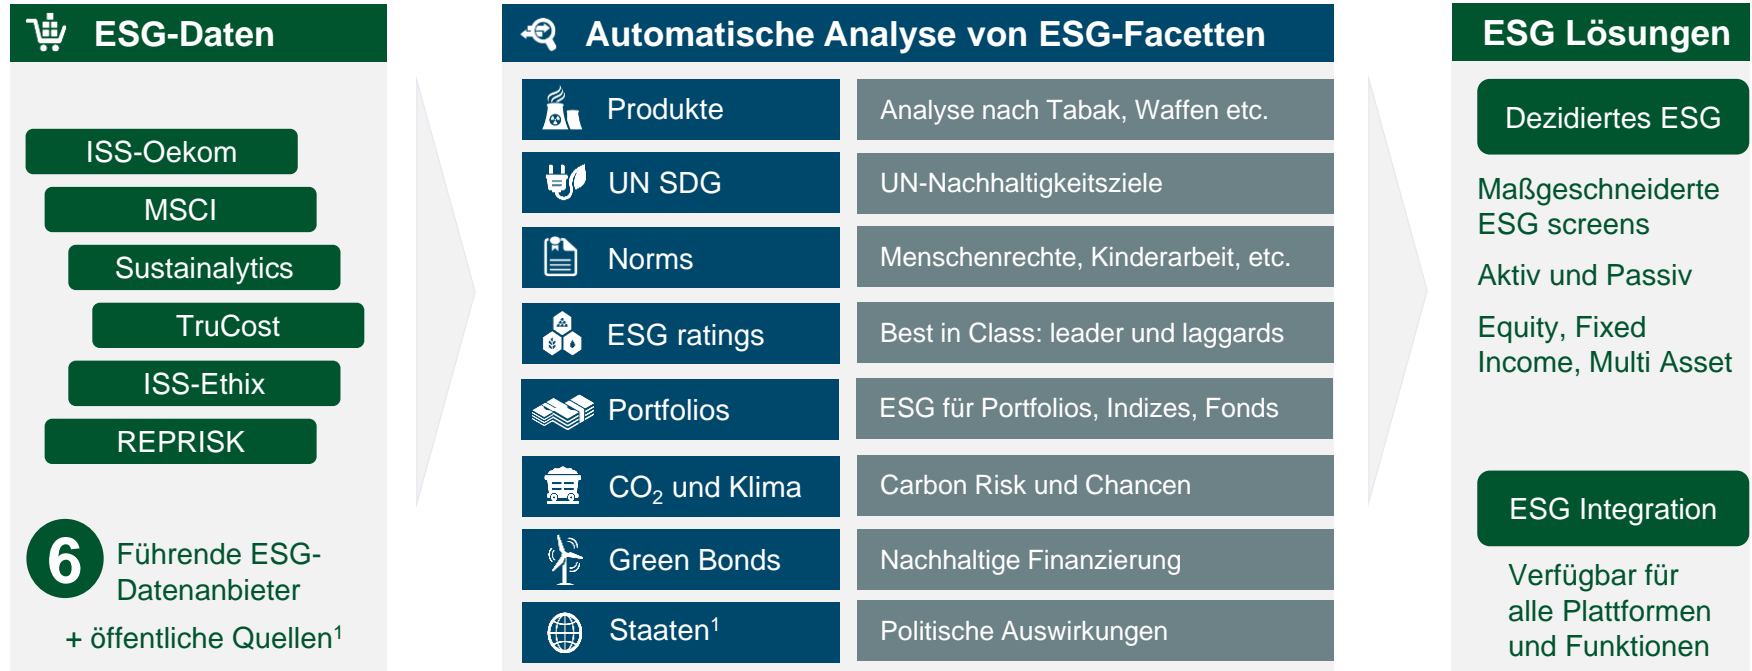 ESG-Daten
ISS-Oekom
MSCI
Sustainalytics
TruCost
ISS-Ethix
REPRISK
6
Führende ESG-
Datenanbieter
+ öffentliche Quellen¹
Automatische Analyse von ESG-Facetten
Produkte
Analyse nach Tabak, Waffen etc.
UN SDG
UN-Nachhaltigkeitsziele
Norms
Menschenrechte, Kinderarbeit, etc.
ESG ratings
Best in Class: leader und laggards
Portfolios
ESG für Portfolios, Indizes, Fonds
CO₂ und Klima
Carbon Risk und Chancen
Green Bonds
Nachhaltige Finanzierung
Staaten¹
Politische Auswirkungen
ESG Lösungen
Dezidiertes ESG
Maßgeschneiderte
ESG screens
Aktiv und Passiv
Equity, Fixed
Income, Multi Asset
ESG Integration
Verfügbar für
alle Plattformen
und Funktionen